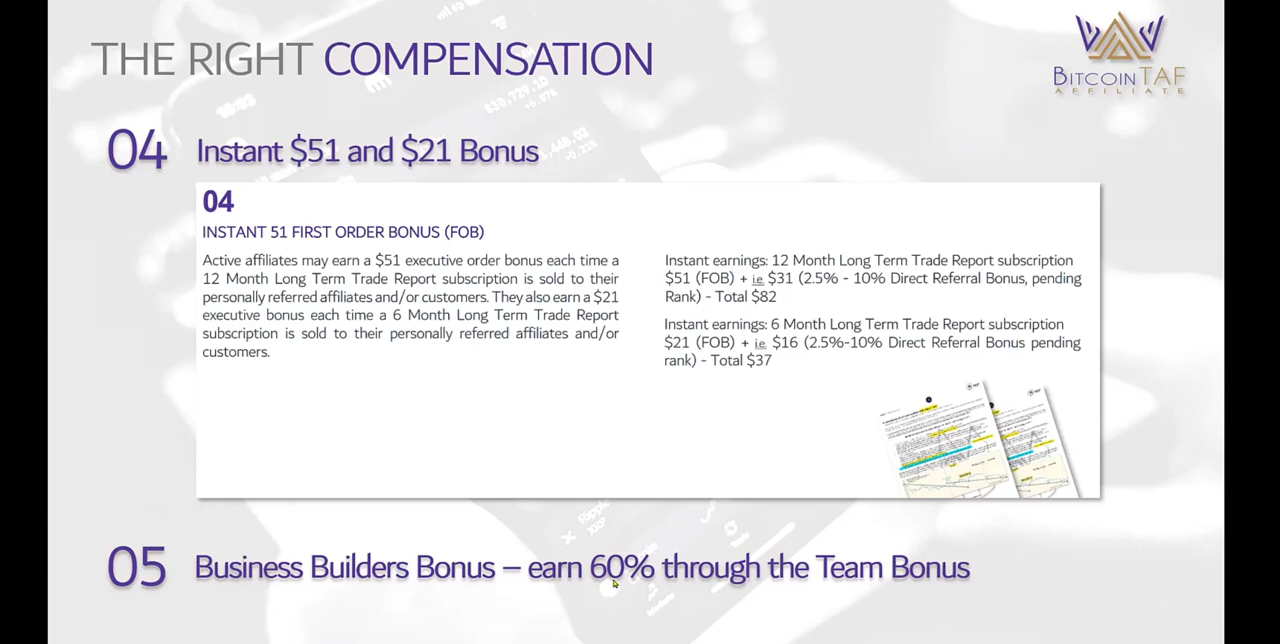 THE RIGHT COMPENSATION
BITCOIN TAF
AFFILIATE
04 Instant $51 and $21 Bonus
04
INSTANT 51 FIRST ORDER BONUS (FOB)
Active affiliates may earn a $51 executive order bonus each time a
12 Month Long Term Trade Report subscription is sold to their
personally referred affiliates and/or customers. They also earn a $21
executive bonus each time a 6 Month Long Term Trade Report
subscription is sold to their personally referred affiliates and/or
customers.
Instant earnings: 12 Month Long Term Trade Report subscription
$51 (FOB) + i.e. $31 (2.5% - 10% Direct Referral Bonus, pending
Rank) - Total $82
Instant earnings: 6 Month Long Term Trade Report subscription
$21 (FOB) + i.e. $16 (2.5%-10% Direct Referral Bonus pending
rank) - Total $37
05 Business Builders Bonus – earn 60% through the Team Bonus